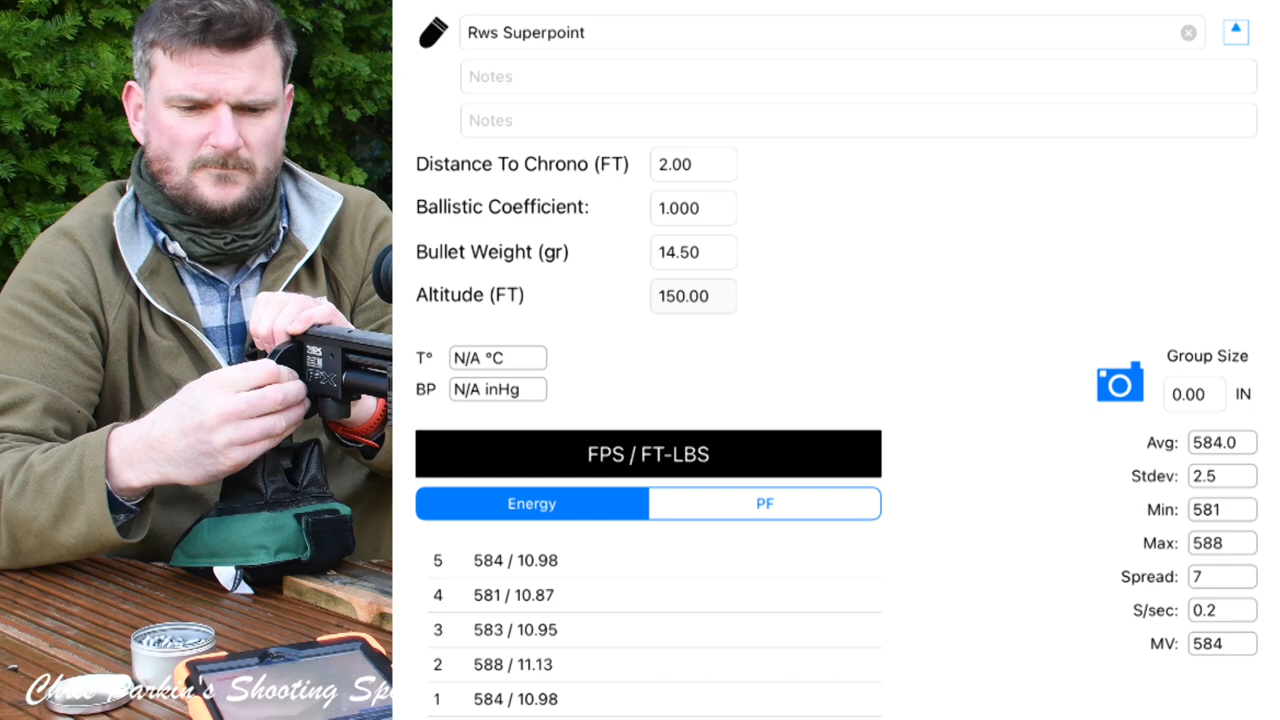 Rws Superpoint
Notes
Notes
Distance To Chrono (FT) 2.00
Ballistic Coefficient: 1.000
Bullet Weight (gr) 14.50
Altitude (FT) 150.00
T° N/A °C
BP N/A inHg
Group Size
0.00 IN
FPS / FT-LBS
Energy PF
5 584 / 10.98
4 581 / 10.87
3 583 / 10.95
2 588 / 11.13
1 584 / 10.98
Avg: 584.0
Stdev: 2.5
Min: 581
Max: 588
Spread: 7
S/sec: 0.2
MV: 584
Parkin's Shooting